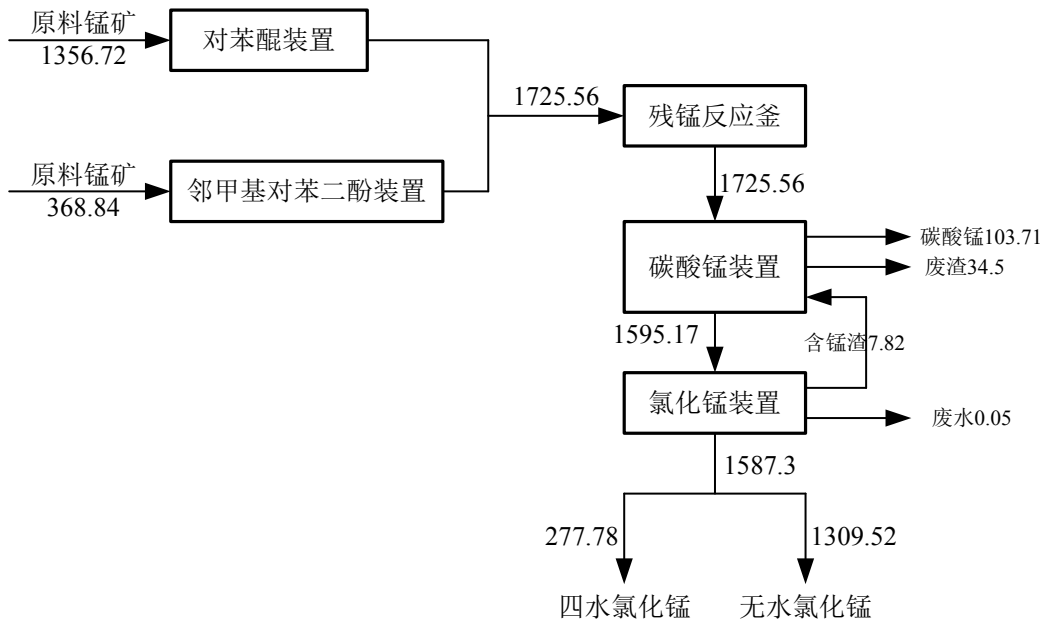 原料锰矿
1356.72
对苯醌装置
1725.56
残锰反应釜
原料锰矿
368.84
邻甲基对苯二酚装置
1725.56
碳酸锰装置
碳酸锰103.71
废渣34.5
1595.17
含锰渣7.82
氯化锰装置
废水0.05
1587.3
277.78
1309.52
四水氯化锰
无水氯化锰